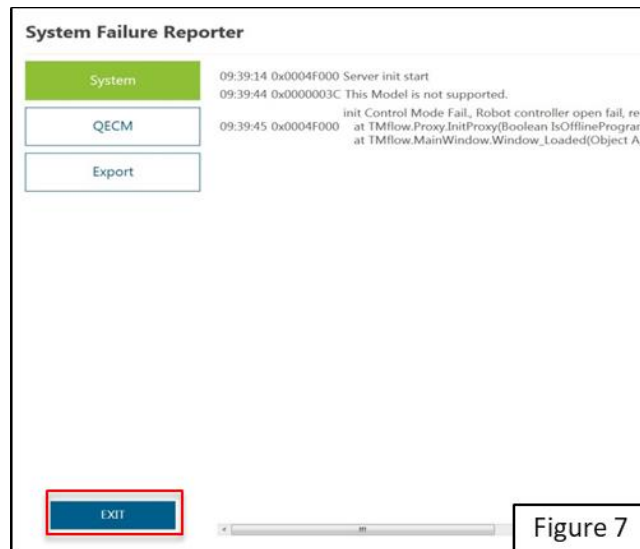 System Failure Reporter
System
QECM
Export
09:39:14 0x0004F000 Server init start
09:39:44 0x0000003C This Model is not supported.
init Control Mode Fail., Robot controller open fail, re
09:39:45 0x0004F000 at TMflow.Proxy.InitProxy(Boolean IsOfflineProgra
at TMflow.MainWindow.Window_Loaded(Object A
EXIT
Figure 7